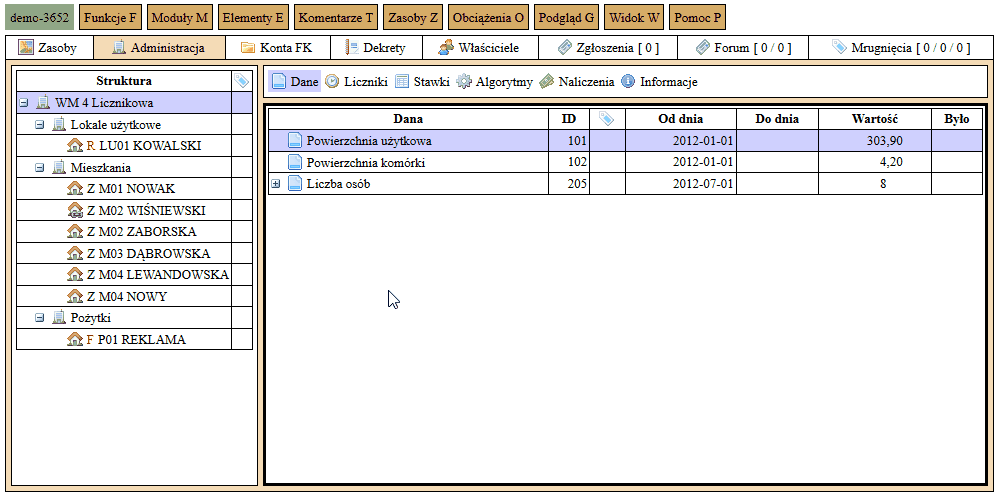 demo-3652 Funkcje F Moduły M Elementy E Komentarze T Zasoby Z Obciążenia O Podgląd G Widok W Pomoc P
Zasoby Administracja Konta FK Dekrety Właściciele Zgłoszenia [ 0 ] Forum [ 0 / 0 ] Mrugnięcia [ 0 / 0 / 0 ]
Struktura
WM 4 Licznikowa
Lokale użytkowe
R LU01 KOWALSKI
Mieszkania
Z M01 NOWAK
Z M02 WIŚNIEWSKI
Z M02 ZABORSKA
Z M03 DĄBROWSKA
Z M04 LEWANDOWSKA
Z M04 NOWY
Pożytki
F P01 REKLAMA
Dane Liczniki Stawki Algorytmy Naliczenia Informacje
Dana ID Od dnia Do dnia Wartość Było
Powierzchnia użytkowa 101 2012-01-01 303,90
Powierzchnia komórki 102 2012-01-01 4,20
Liczba osób 205 2012-07-01 8